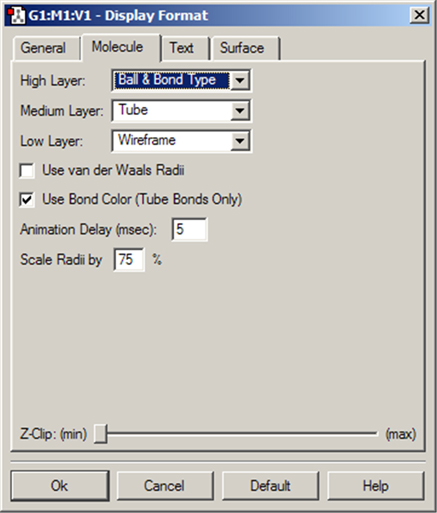 G1:M1:V1 - Display Format
General Molecule Text Surface
High Layer: Ball & Bond Type
Medium Layer: Tube
Low Layer: Wireframe
Use van der Waals Radii
Use Bond Color (Tube Bonds Only)
Animation Delay (msec): 5
Scale Radii by 75 %
Z-Clip: (min) (max)
Ok Cancel Default Help